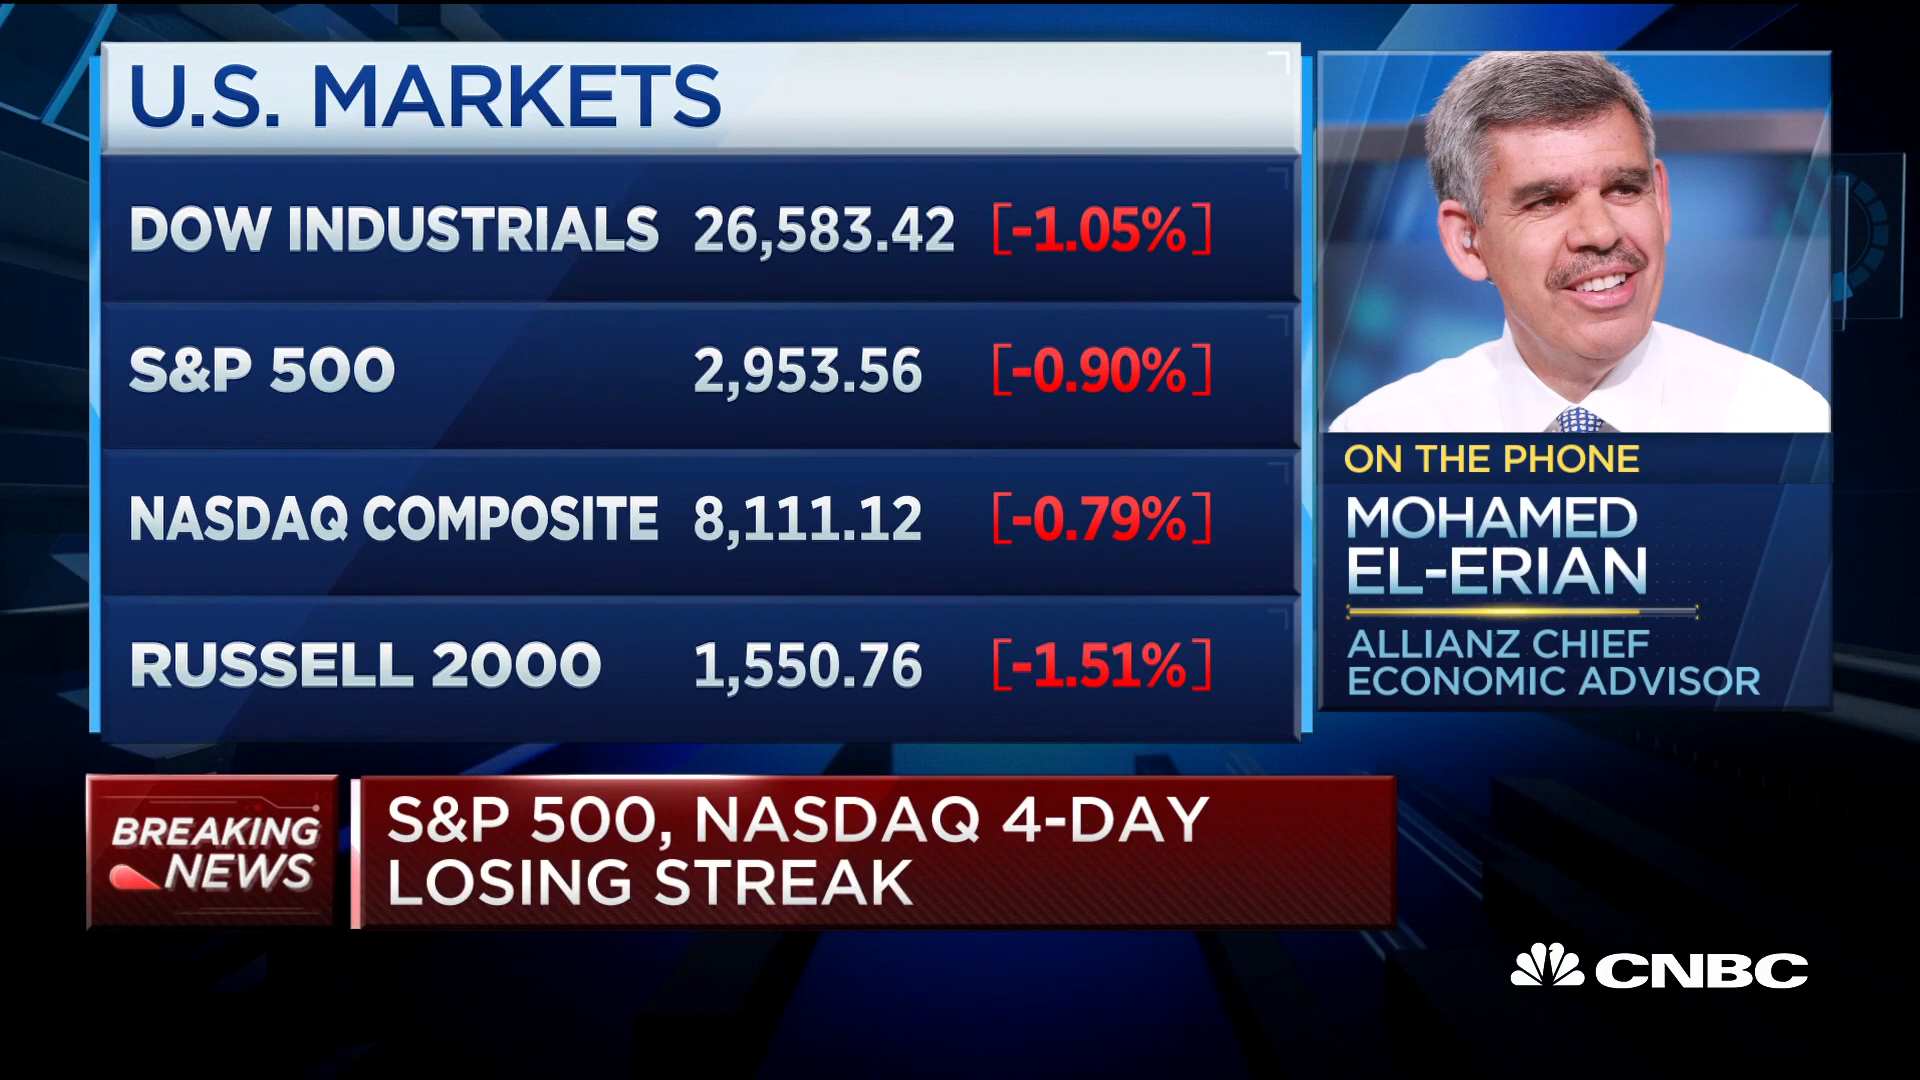 U.S. MARKETS
DOW INDUSTRIALS 26,583.42 [-1.05%]
S&P 500 2,953.56 [-0.90%]
NASDAQ COMPOSITE 8,111.12 [-0.79%]
RUSSELL 2000 1,550.76 [-1.51%]
ON THE PHONE
MOHAMED
EL-ERIAN
ALLIANZ CHIEF
ECONOMIC ADVISOR
BREAKING
NEWS
S&P 500, NASDAQ 4-DAY
LOSING STREAK
CNBC